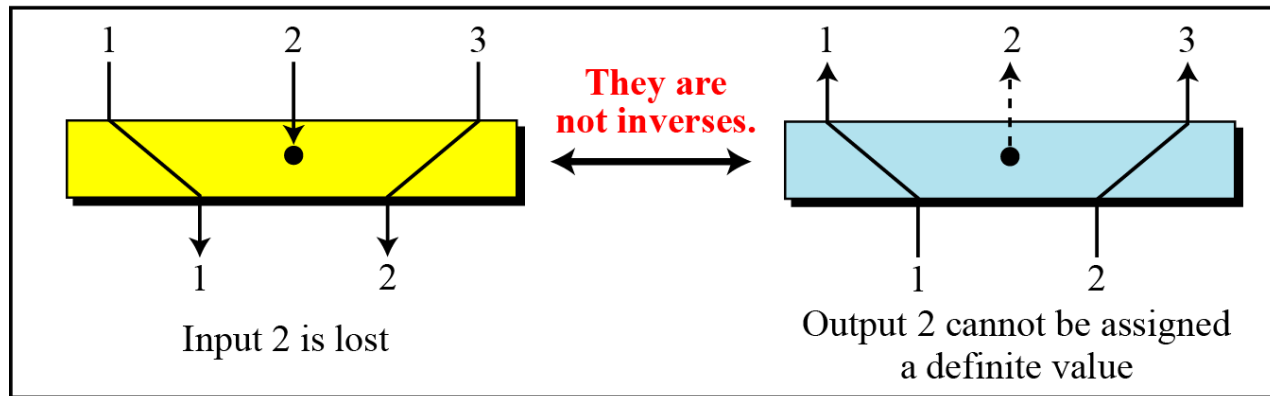 1 2 3
1 2
Input 2 is lost
They are
not inverses.
1 2 3
1 2
Output 2 cannot be assigned
a definite value